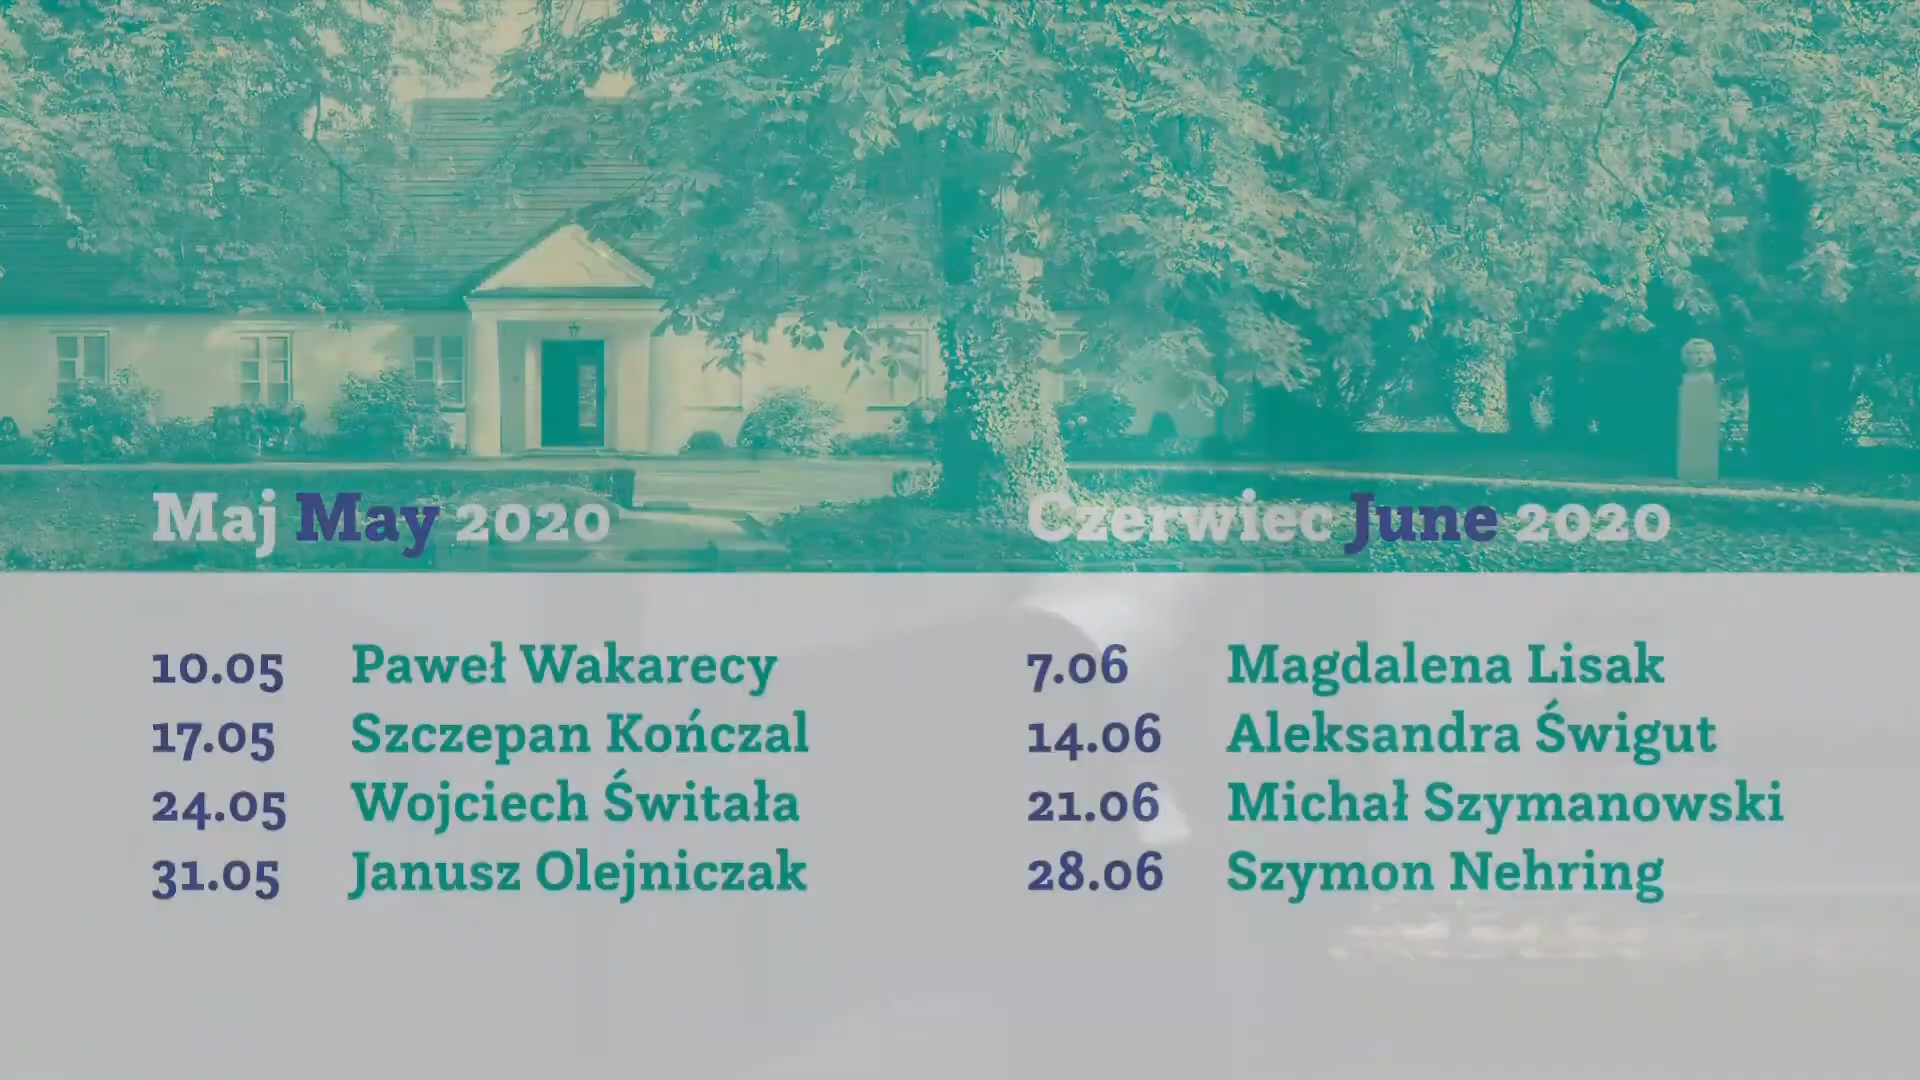 Maj May 2020
10.05 Paweł Wakarecy
17.05 Szczepan Kończal
24.05 Wojciech Świtała
31.05 Janusz Olejniczak
Czerwiec June 2020
7.06 Magdalena Lisak
14.06 Aleksandra Świgut
21.06 Michał Szymanowski
28.06 Szymon Nehring